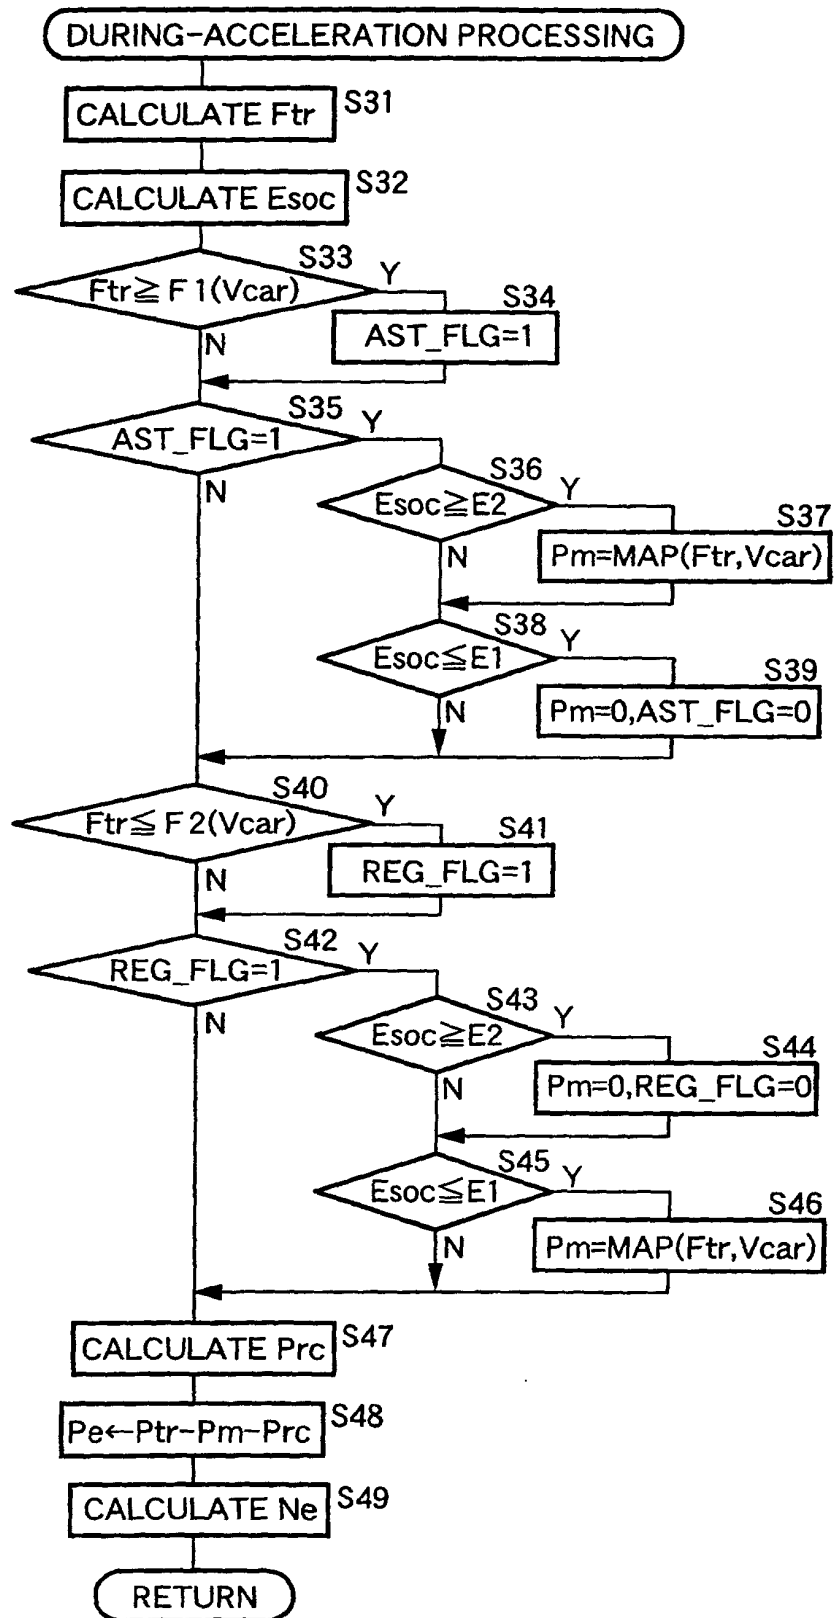 DURING-ACCELERATION PROCESSING
CALCULATE Ftr
S31
CALCULATE Esoc
S32
S33
Ftr≧F1(Vcar)
Y
N
S34
AST_FLG=1
S35
AST_FLG=1
Y
N
S36
Esoc≧E2
Y
N
S37
Pm=MAP(Ftr,Vcar)
S38
Esoc≦E1
Y
N
S39
Pm=0,AST_FLG=0
S40
Ftr≦F2(Vcar)
Y
N
S41
REG_FLG=1
S42
REG_FLG=1
Y
N
S43
Esoc≧E2
Y
N
S44
Pm=0,REG_FLG=0
S45
Esoc≦E1
Y
N
S46
Pm=MAP(Ftr,Vcar)
CALCULATE Prc
S47
Pe←Ptr-Pm-Prc
S48
CALCULATE Ne
S49
RETURN